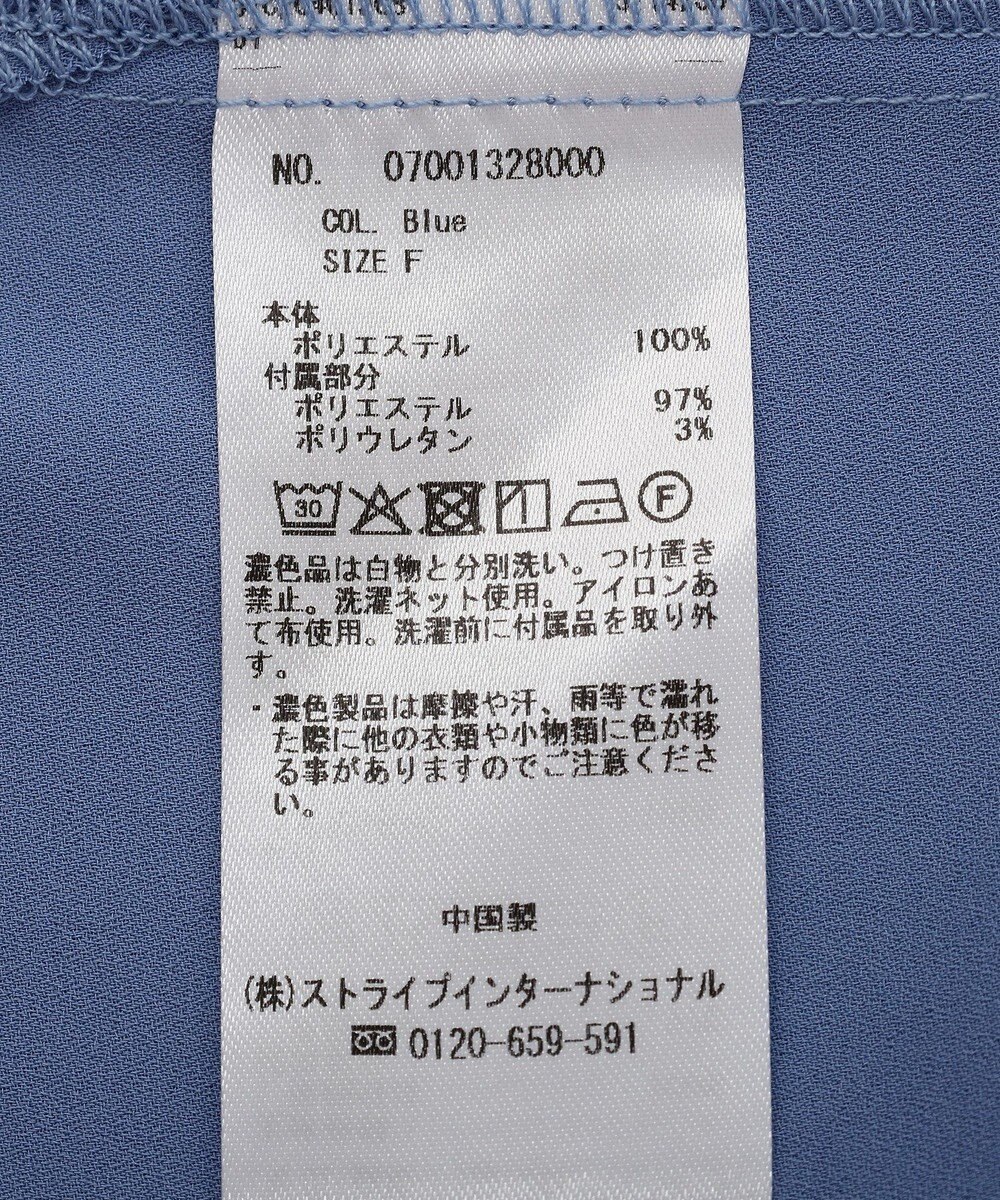 NO. 07001328000
COL. Blue
SIZE F
本体
ポリエステル 100%
付属部分
ポリエステル 97%
ポリウレタン 3%
30 F
濃色品は白物と分別洗い。つけ置き
禁止。洗濯ネット使用。アイロンあ
て布使用。洗濯前に付属品を取り外
す。
・濃色製品は摩擦や汗、雨等で濡れ
た際に他の衣類や小物類に色が移
る事がありますのでご注意くださ
い。
中国製
(株)ストライプインターナショナル
0120-659-591